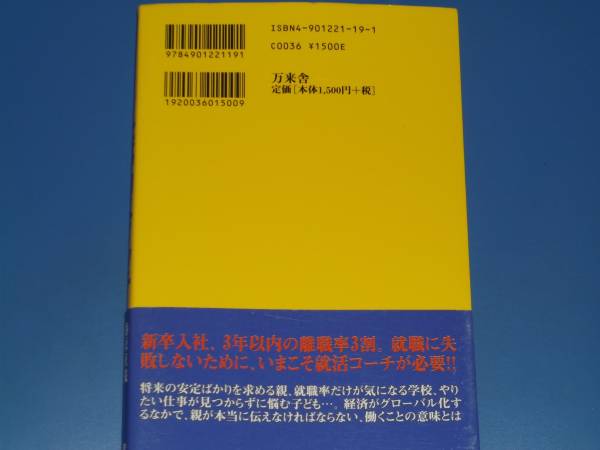 ISBN4-901221-19-1
C0036 ¥1500E
9784901221191
万来舎
定価[本体1,500円+税]
1920036015009
新卒入社、3年以内の離職率3割。就職に失
敗しないために、いまこそ就活コーチが必要!!
将来の安定ばかりを求める親、就職率だけが気になる学校、やり
たい仕事が見つからずに悩む子ども…。経済がグローバル化す
るなかで、親が本当に伝えなければならない、働くことの意味とは